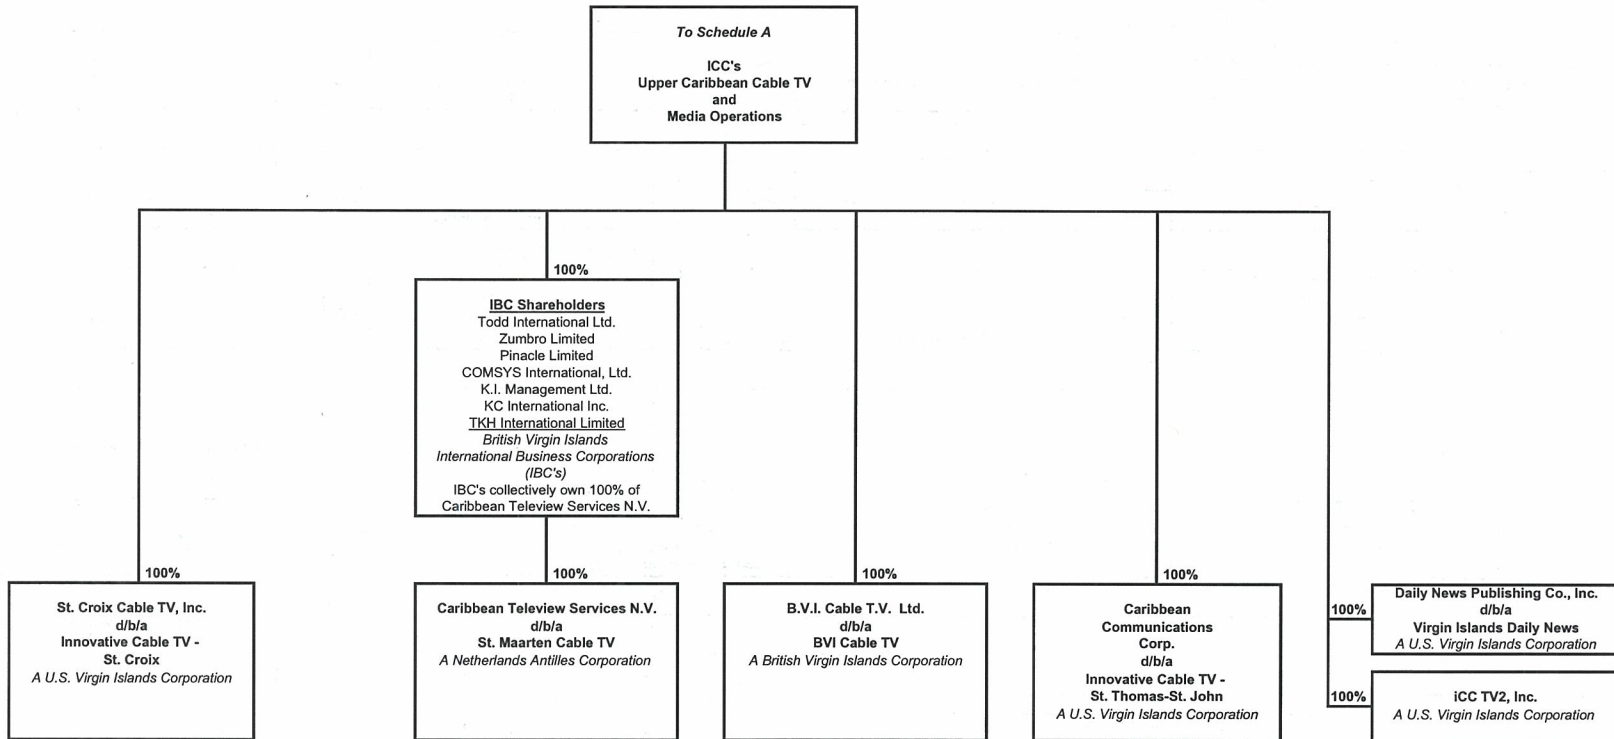 To Schedule A
ICC's
Upper Caribbean Cable TV
and
Media Operations
100%
IBC Shareholders
Todd International Ltd.
Zumbro Limited
Pinacle Limited
COMSYS International, Ltd.
K.I. Management Ltd.
KC International Inc.
TKH International Limited
British Virgin Islands
International Business Corporations
(IBC's)
IBC's collectively own 100% of
Caribbean Teleview Services N.V.
100%
St. Croix Cable TV, Inc.
d/b/a
Innovative Cable TV -
St. Croix
A U.S. Virgin Islands Corporation
100%
Caribbean Teleview Services N.V.
d/b/a
St. Maarten Cable TV
A Netherlands Antilles Corporation
100%
B.V.I. Cable T.V. Ltd.
d/b/a
BVI Cable TV
A British Virgin Islands Corporation
100%
Caribbean
Communications
Corp.
d/b/a
Innovative Cable TV -
St. Thomas-St. John
A U.S. Virgin Islands Corporation
100%
Daily News Publishing Co., Inc.
d/b/a
Virgin Islands Daily News
A U.S. Virgin Islands Corporation
100%
iCC TV2, Inc.
A U.S. Virgin Islands Corporation